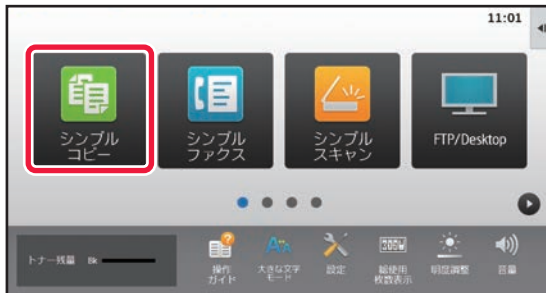 11:01
シンプル
コピー
シンプル
ファクス
シンプル
スキャン
FTP/Desktop
トナー残量 Bk
操作
ガイド
大きな文字
モード
設定
総使用
枚数表示
明度調整
音量